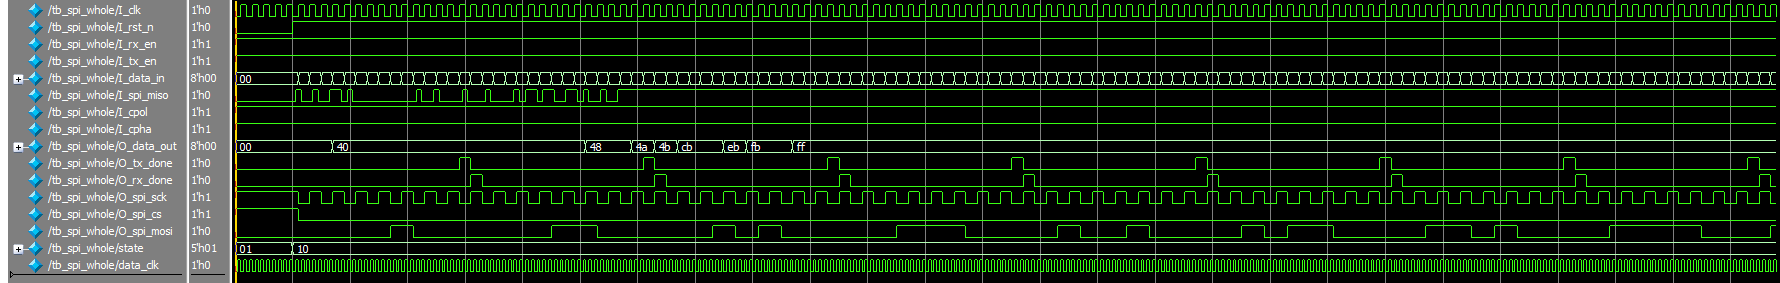 /tb_spi_whole/I_clk 1'h0
/tb_spi_whole/I_rst_n 1'h0
/tb_spi_whole/I_rx_en 1'h1
/tb_spi_whole/I_tx_en 1'h1
/tb_spi_whole/I_data_in 8'h00 00
/tb_spi_whole/I_spi_miso 1'h0
/tb_spi_whole/I_cpol 1'h1
/tb_spi_whole/I_cpha 1'h1
/tb_spi_whole/O_data_out 8'h00 00 40 48 4a 4b cb eb fb ff
/tb_spi_whole/O_tx_done 1'h0
/tb_spi_whole/O_rx_done 1'h0
/tb_spi_whole/O_spi_sck 1'h1
/tb_spi_whole/O_spi_cs 1'h1
/tb_spi_whole/O_spi_mosi 1'h0
/tb_spi_whole/state 5'h01 01 10
/tb_spi_whole/data_clk 1'h0